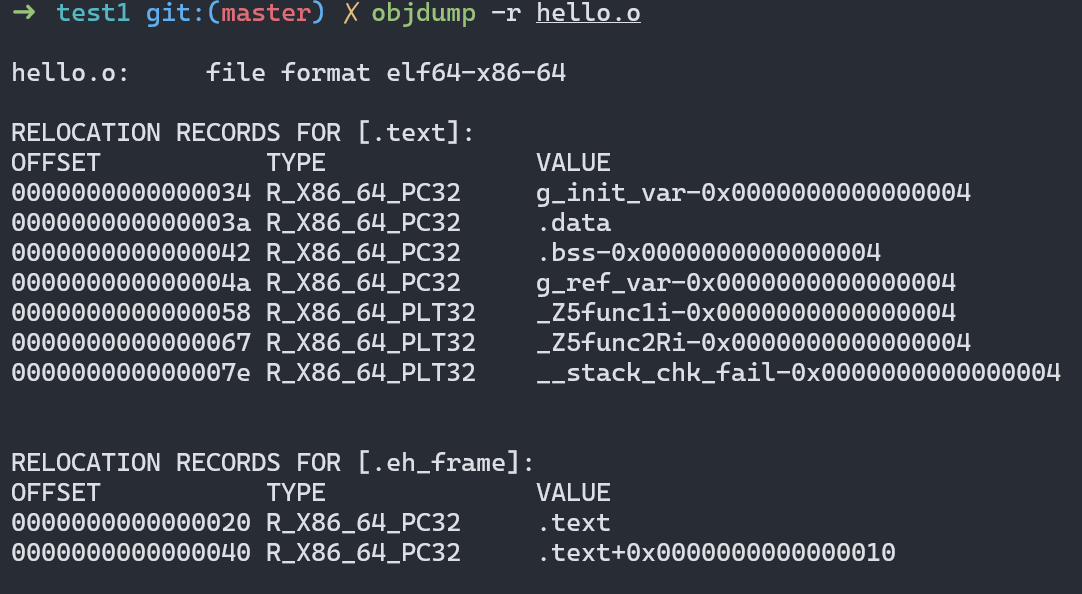 ➜ test1 git:(master) ✗ objdump -r hello.o
hello.o:     file format elf64-x86-64
RELOCATION RECORDS FOR [.text]:
OFFSET           TYPE              VALUE
0000000000000034 R_X86_64_PC32     g_init_var-0x0000000000000004
000000000000003a R_X86_64_PC32     .data
0000000000000042 R_X86_64_PC32     .bss-0x0000000000000004
000000000000004a R_X86_64_PC32     g_ref_var-0x0000000000000004
0000000000000058 R_X86_64_PLT32    _Z5func1i-0x0000000000000004
0000000000000067 R_X86_64_PLT32    _Z5func2Ri-0x0000000000000004
000000000000007e R_X86_64_PLT32    __stack_chk_fail-0x0000000000000004
RELOCATION RECORDS FOR [.eh_frame]:
OFFSET           TYPE              VALUE
0000000000000020 R_X86_64_PC32     .text
0000000000000040 R_X86_64_PC32     .text+0x0000000000000010